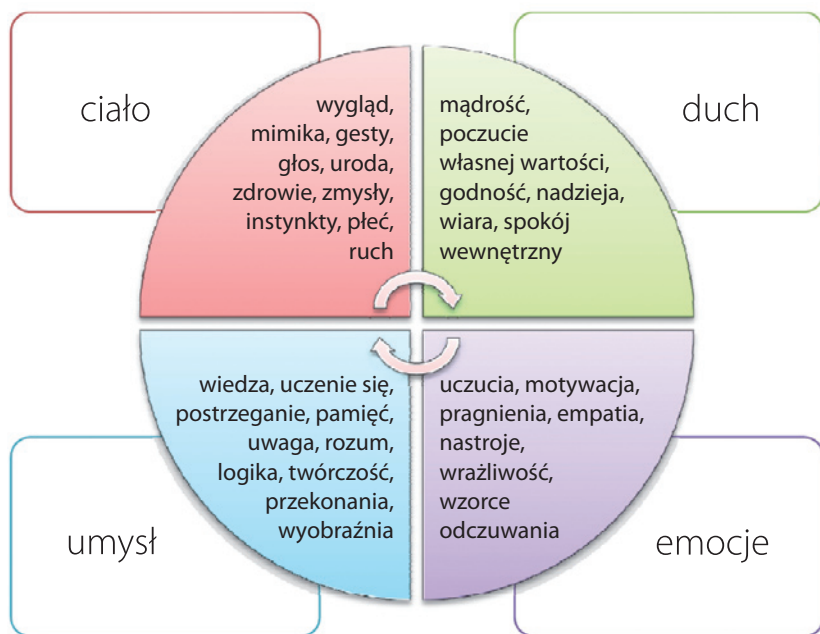 ciało
wygląd,
mimika, gesty,
głos, uroda,
zdrowie, zmysły,
instynkty, płeć,
ruch
mądrość,
poczucie
własnej wartości,
godność, nadzieja,
wiara, spokój
wewnętrzny
duch
umysł
wiedza, uczenie się,
postrzeganie, pamięć,
uwaga, rozum,
logika, twórczość,
przekonania,
wyobraźnia
uczucia, motywacja,
pragnienia, empatia,
nastroje,
wrażliwość,
wzorce
odczuwania
emocje